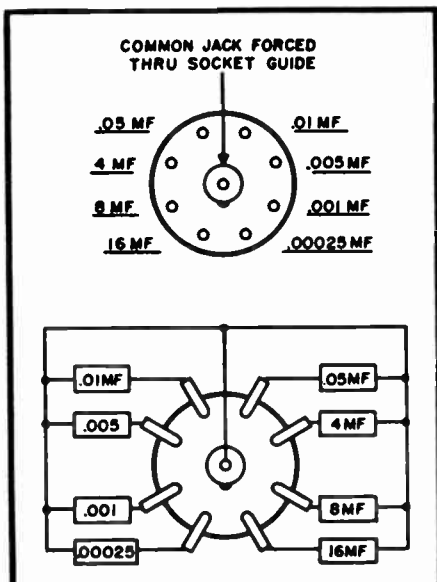 COMMON JACK FORCED
THRU SOCKET GUIDE
.05 MF
.01 MF
4 MF
.005 MF
8 MF
.001 MF
16 MF
.00025 MF
.01MF
.05MF
.005
4MF
.001
8MF
.00025
16MF